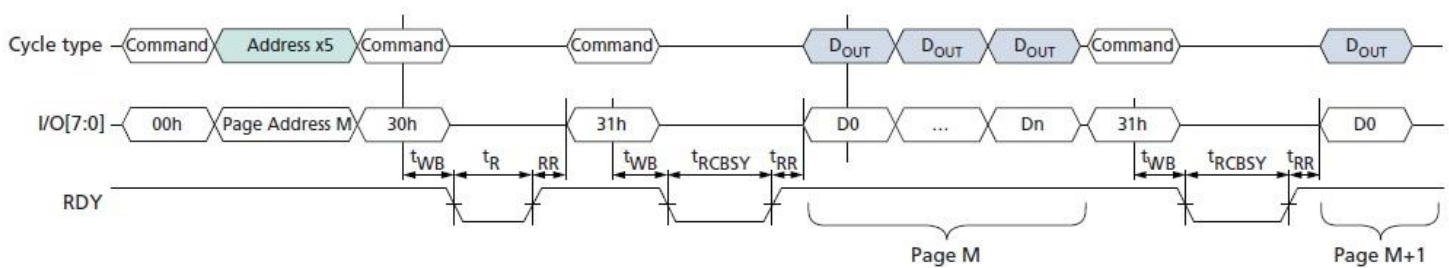 Cycle type Command Address x5 Command Command DOUT DOUT DOUT Command DOUT
I/O[7:0] 00h Page Address M 30h 31h D0 ... Dn 31h D0
tWB tR RR tWB tRCBSY tRR tWB tRCBSY tRR
RDY
Page M Page M+1